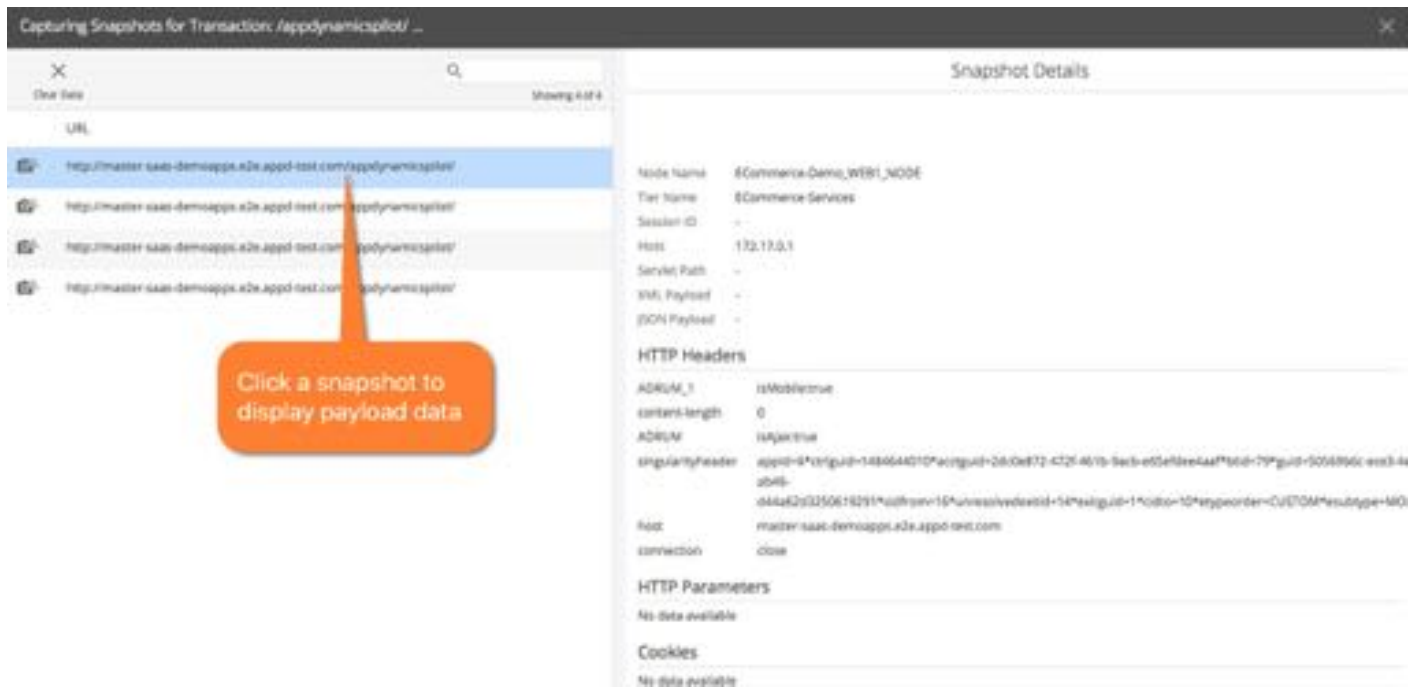 Capturing Snapshots for Transaction: /appdynamicspilot/ ...
Clear Data
Showing 4 of 4
URL
http://master-saas-demoapps.e2e.appd-test.com/appdynamicspilot/
http://master-saas-demoapps.e2e.appd-test.com/appdynamicspilot/
http://master-saas-demoapps.e2e.appd-test.com appdynamicspilot/
http://master-saas-demoapps.e2e.appd-test.com appdynamicspilot/
Click a snapshot to
display payload data
Snapshot Details
Node Name ECommerce-Demo_WEB1_NODE
Tier Name ECommerce-Services
Session ID -
Host 172.17.0.1
Servlet Path -
XML Payload -
JSON Payload -
HTTP Headers
ADRUM_1 isMobile:true
content-length 0
ADRUM isAjax:true
singularityheader
host master-saas-demoapps.e2e.appd-test.com
connection close
HTTP Parameters
No data available
Cookies
No data available